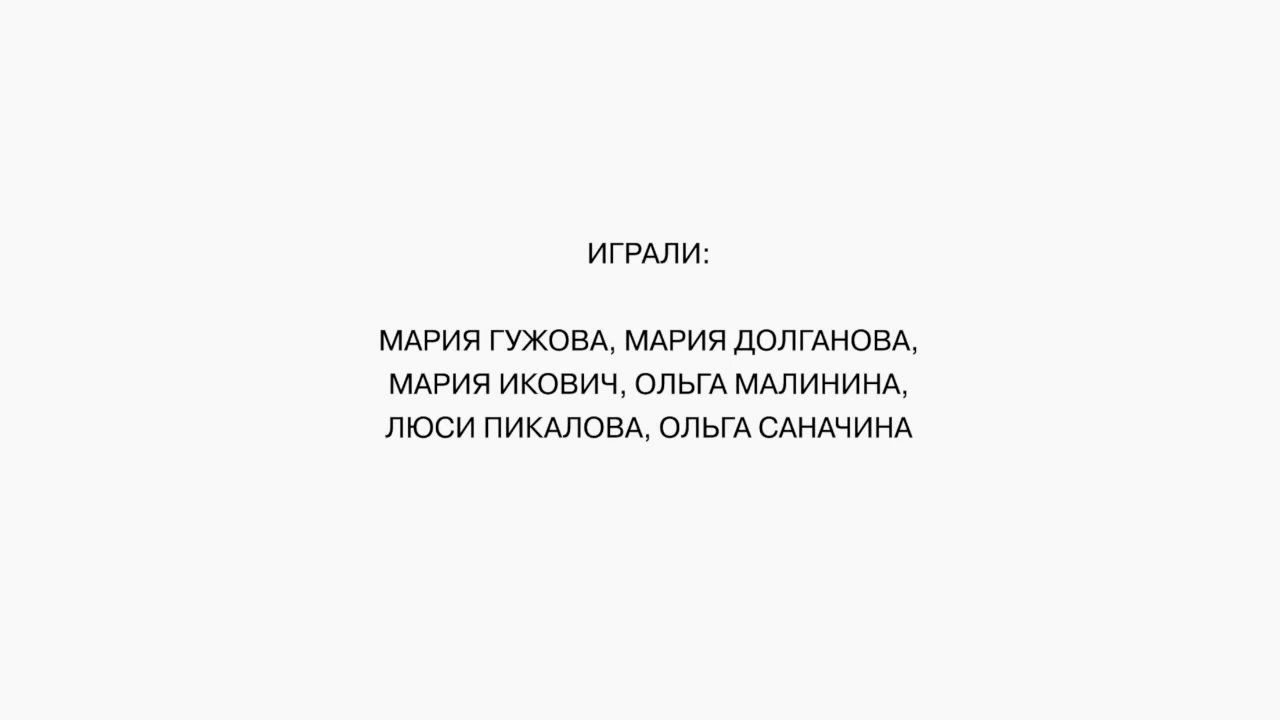 ИГРАЛИ:
МАРИЯ ГУЖОВА, МАРИЯ ДОЛГАНОВА,
МАРИЯ ИКОВИЧ, ОЛЬГА МАЛИНИНА,
ЛЮСИ ПИКАЛОВА, ОЛЬГА САНАЧИНА